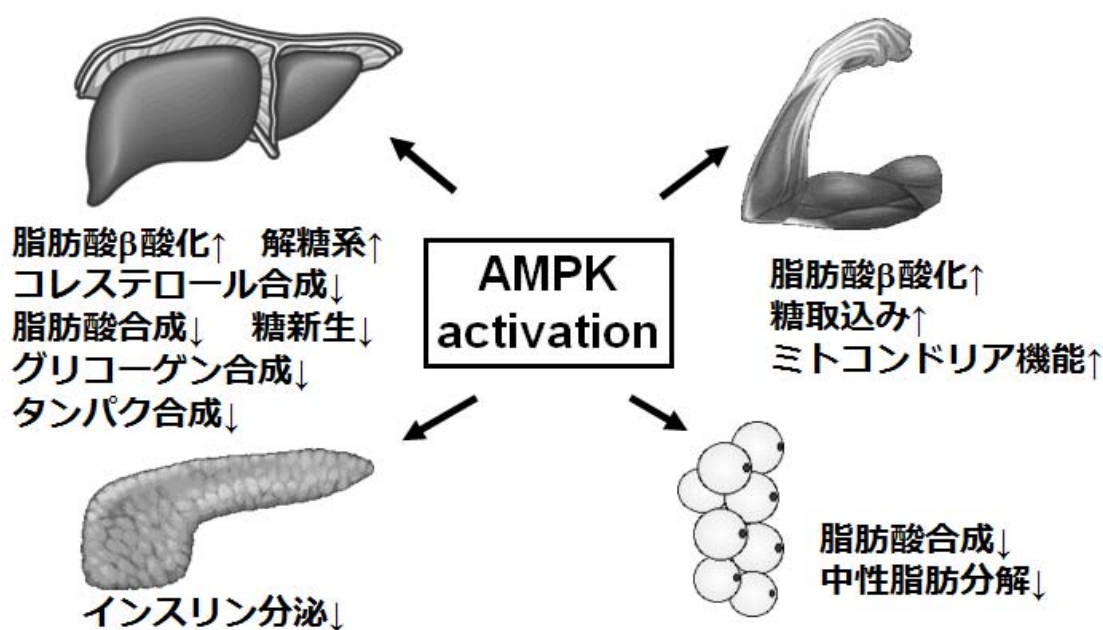 脂肪酸β酸化↑ 解糖系↑
コレステロール合成↓
脂肪酸合成↓ 糖新生↓
グリコーゲン合成↓
タンパク合成↓
AMPK
activation
脂肪酸β酸化↑
糖取込み↑
ミトコンドリア機能↑
インスリン分泌↓
脂肪酸合成↓
中性脂肪分解↓